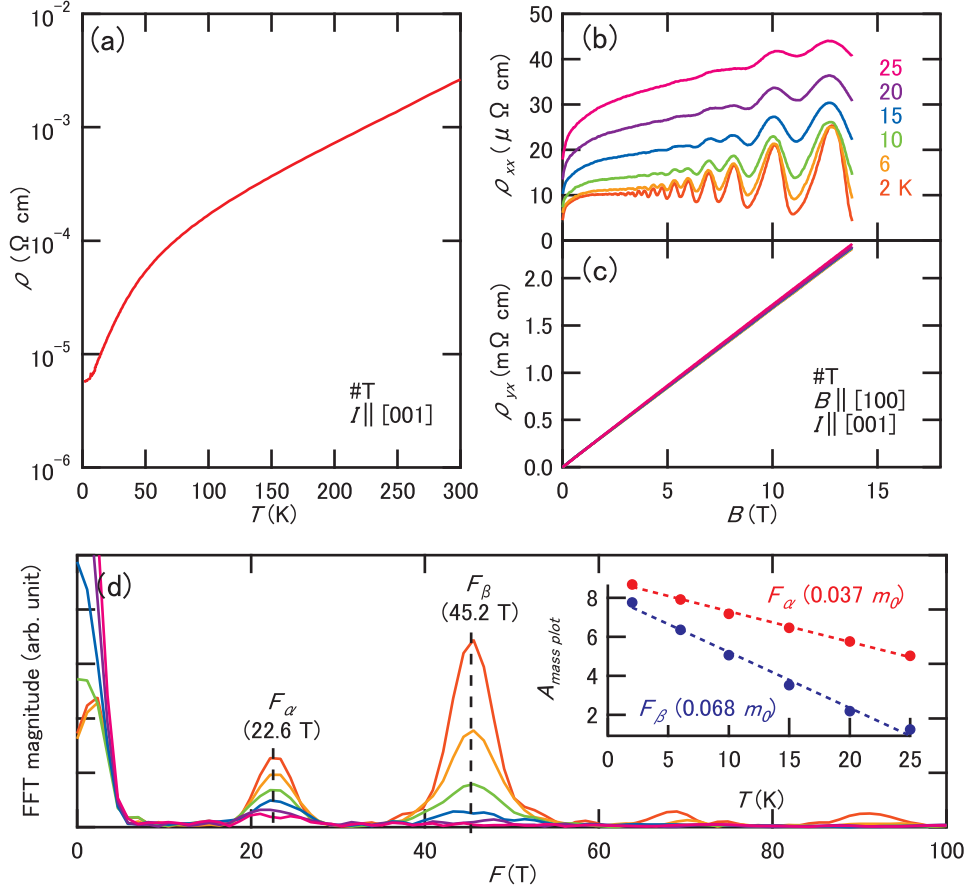 (a)
10⁻²
10⁻³
10⁻⁴
10⁻⁵
10⁻⁶
ρ (Ω cm)
#T
I || [001]
0 50 100 150 200 250 300
T (K)
(b)
50
40
30
20
10
0
ρxx (μ Ω cm)
25
20
15
10
6
2 K
(c)
2.0
1.5
1.0
0.5
0.0
ρyx (m Ω cm)
#T
B || [100]
I || [001]
0 5 10 15
B (T)
(d)
FFT magnitude (arb. unit)
Fα
(22.6 T)
Fβ
(45.2 T)
0 20 40 60 80 100
F (T)
8
6
4
2
A mass plot
Fα (0.037 m₀)
Fβ (0.068 m₀)
0 5 10 15 20 25
T (K)